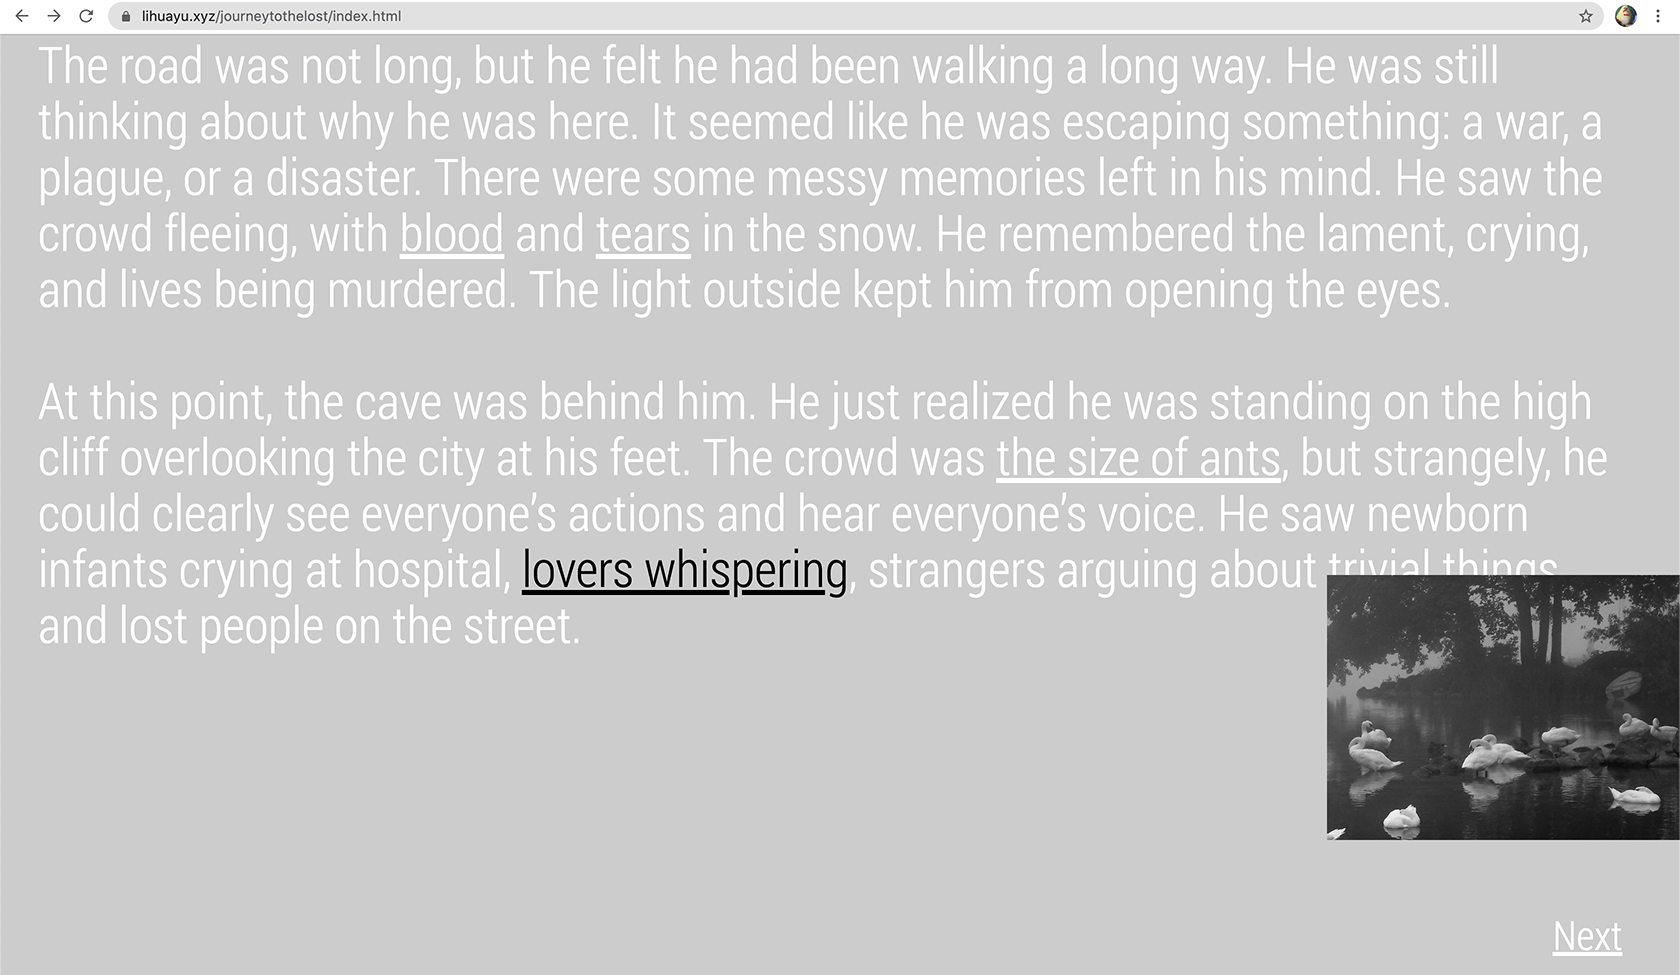 lihuayu.xyz/journeytothelost/index.html
The road was not long, but he felt he had been walking a long way. He was still
thinking about why he was here. It seemed like he was escaping something: a war, a
plague, or a disaster. There were some messy memories left in his mind. He saw the
crowd fleeing, with blood and tears in the snow. He remembered the lament, crying,
and lives being murdered. The light outside kept him from opening the eyes.
At this point, the cave was behind him. He just realized he was standing on the high
cliff overlooking the city at his feet. The crowd was the size of ants, but strangely, he
could clearly see everyone’s actions and hear everyone’s voice. He saw newborn
infants crying at hospital, lovers whispering, strangers arguing about trivial things
and lost people on the street.
Next